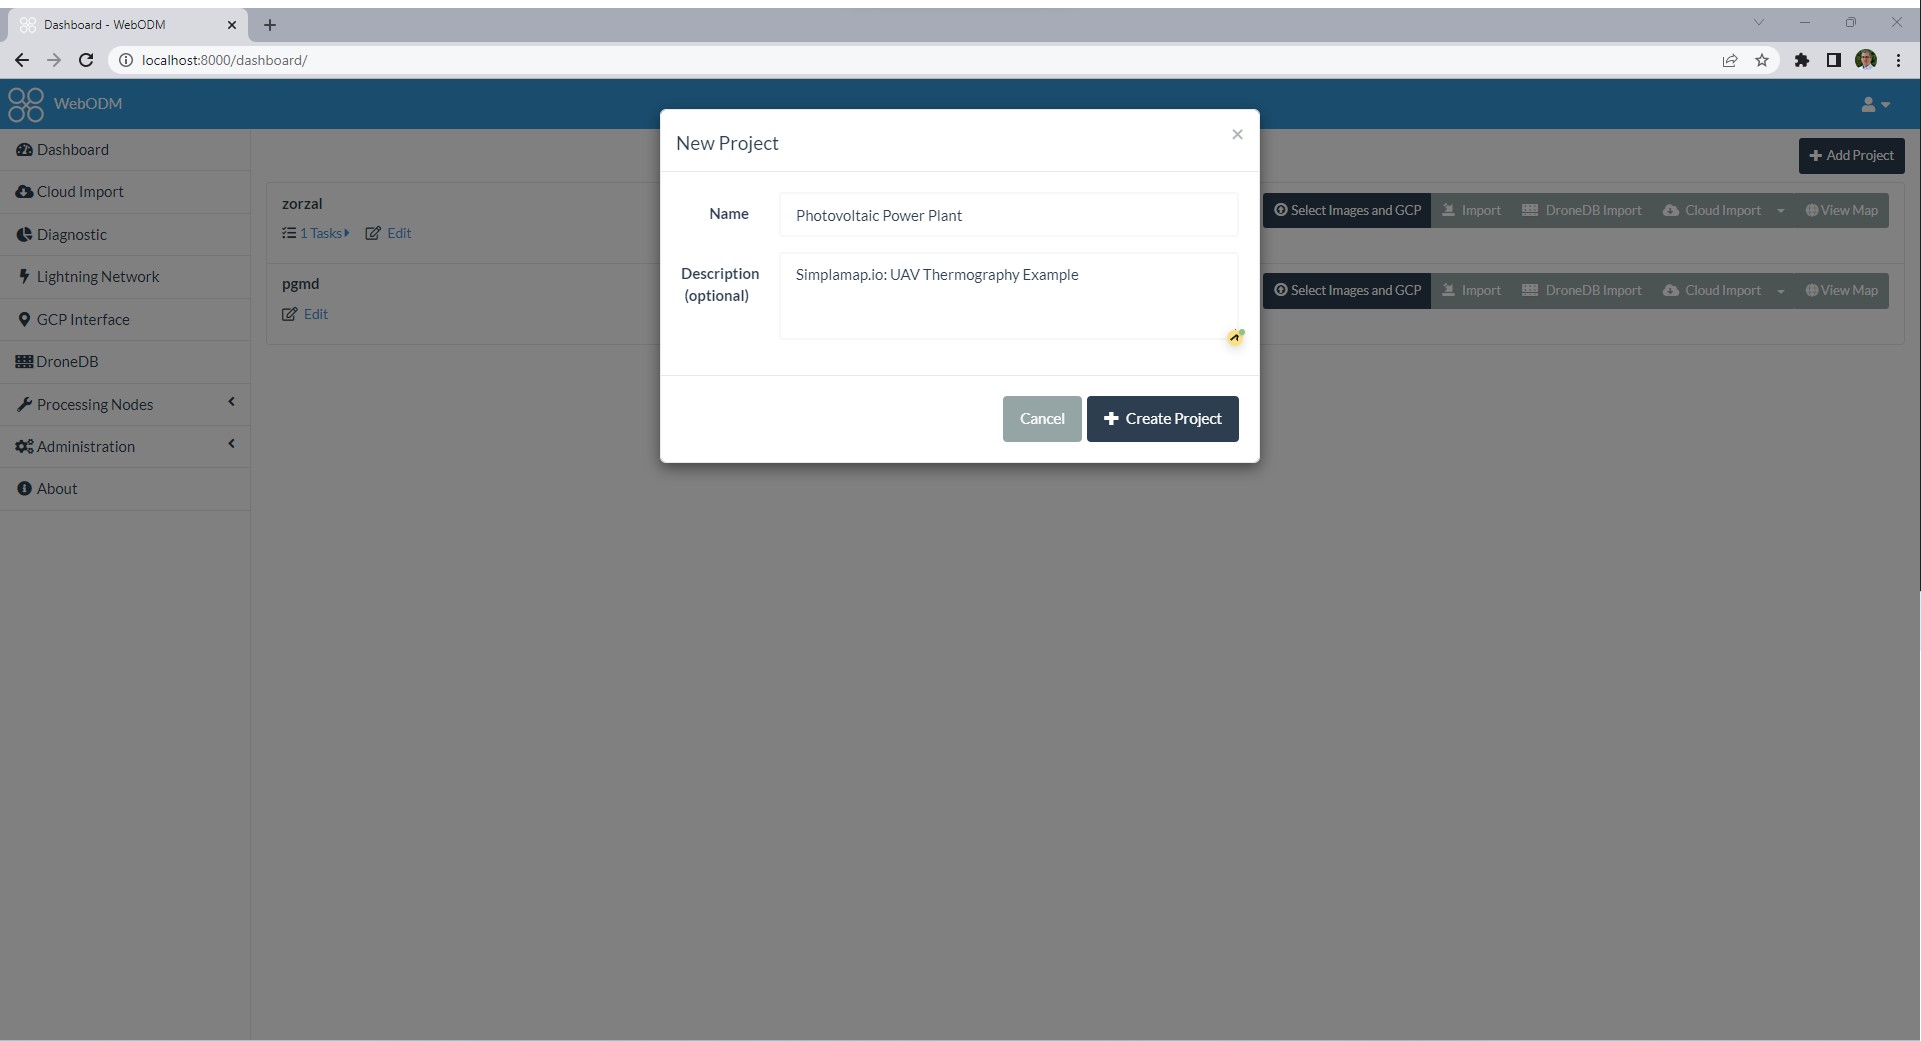 Dashboard - WebODM
localhost:8000/dashboard/
WebODM
Dashboard
Cloud Import
Diagnostic
Lightning Network
GCP Interface
DroneDB
Processing Nodes
Administration
About
Add Project
zorzal
1 Tasks
Edit
Select Images and GCP
Import
DroneDB Import
Cloud Import
View Map
pgmd
Edit
Select Images and GCP
Import
DroneDB Import
Cloud Import
View Map
New Project
Name
Photovoltaic Power Plant
Description
(optional)
Simplamap.io: UAV Thermography Example
Cancel
Create Project